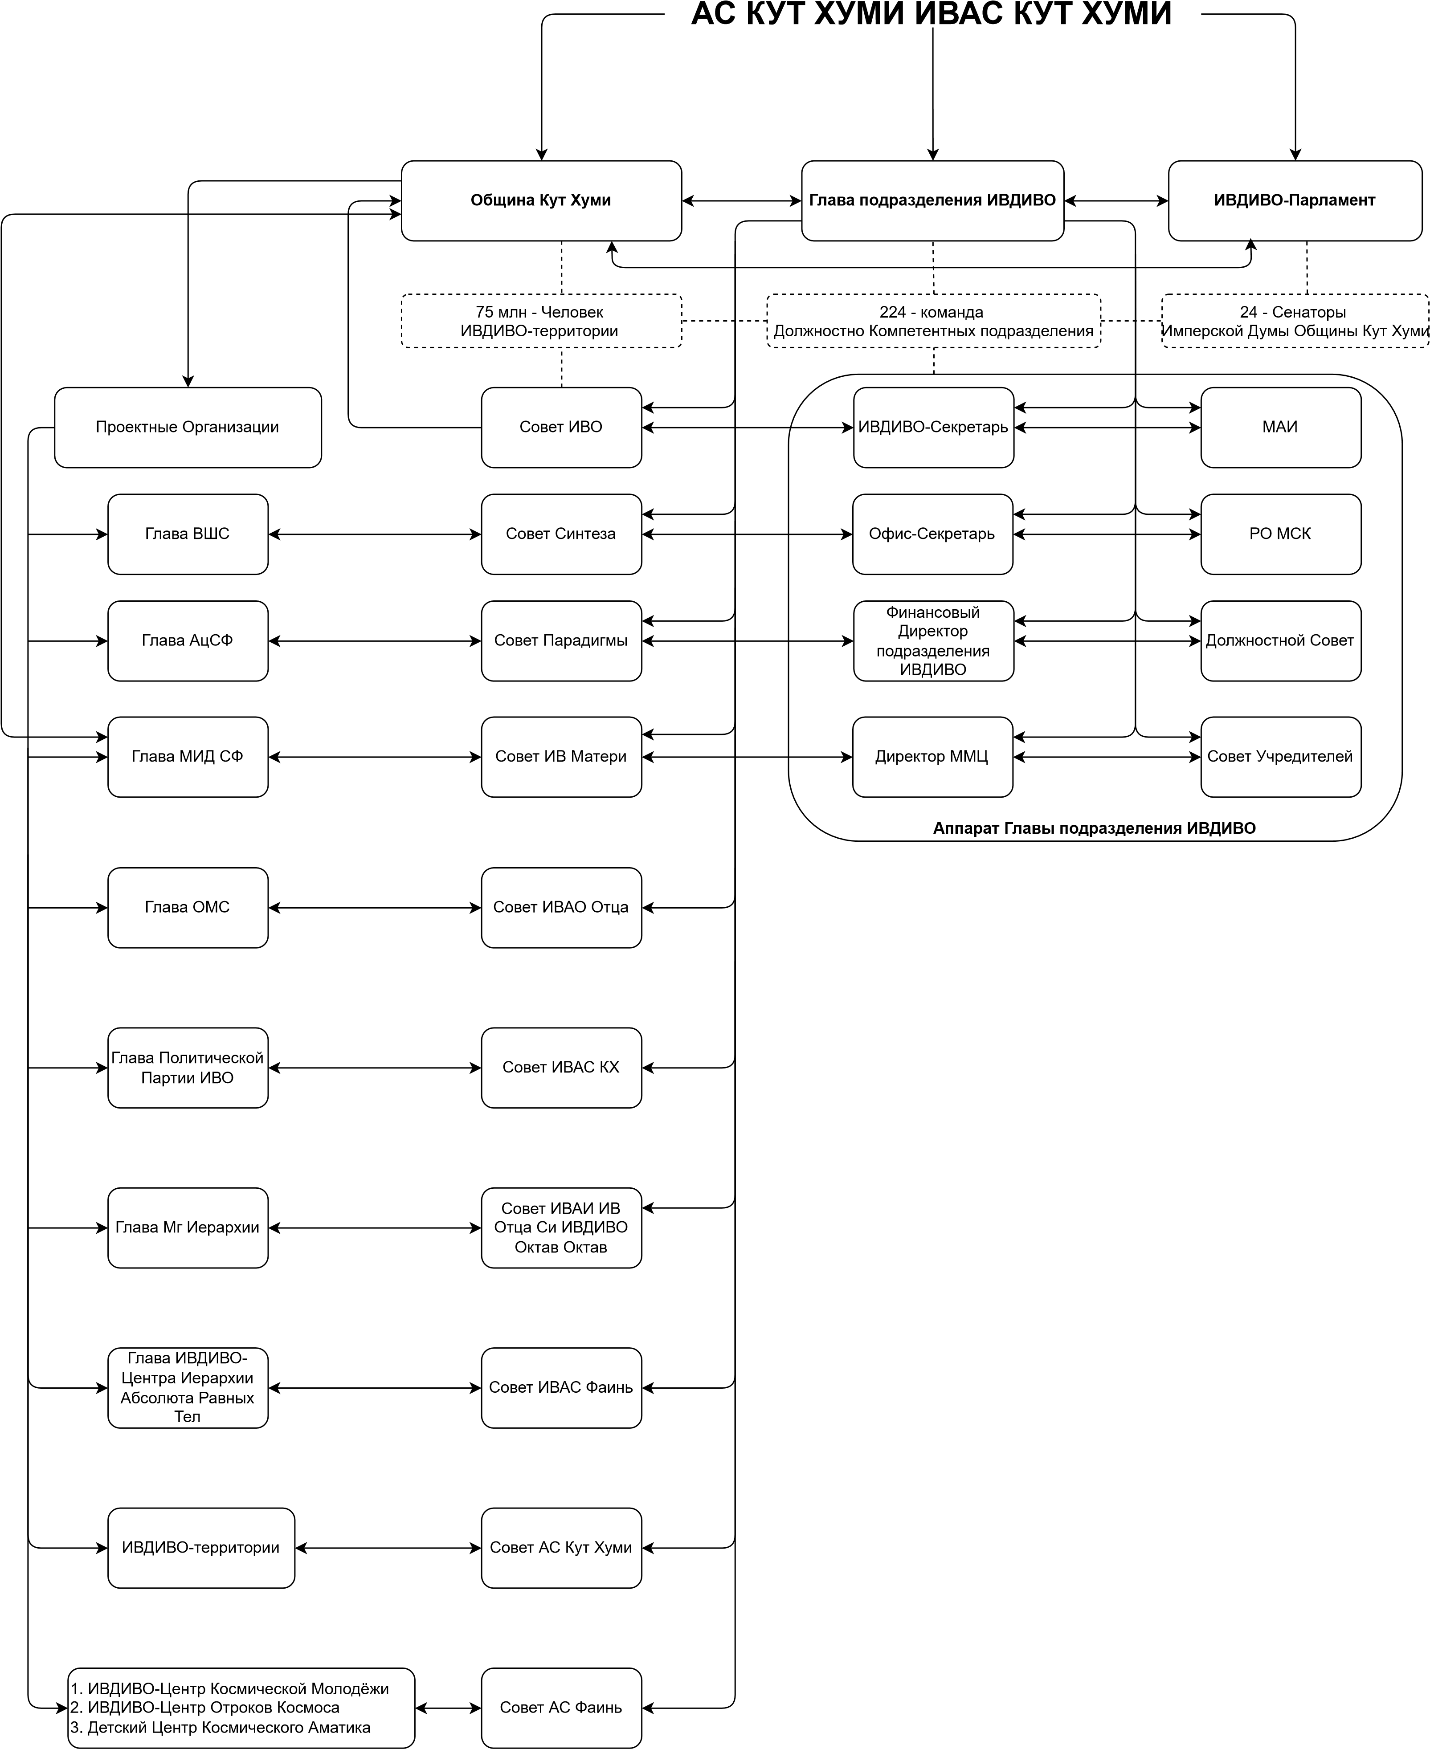 АС КУТ ХУМИ ИВАС КУТ ХУМИ
Община Кут Хуми
Глава подразделения ИВДИВО
ИВДИВО-Парламент
75 млн - Человек
ИВДИВО-территории
224 - команда
Должностно Компетентных подразделения
24 - Сенаторы
Имперской Думы Общины Кут Хуми
Проектные Организации
Совет ИВО
ИВДИВО-Секретарь
МАИ
Глава ВШС
Совет Синтеза
Офис-Секретарь
РО МСК
Глава АцСФ
Совет Парадигмы
Финансовый
Директор
подразделения
ИВДИВО
Должностной Совет
Глава МИД СФ
Совет ИВ Матери
Директор ММЦ
Совет Учредителей
Аппарат Главы подразделения ИВДИВО
Глава ОМС
Совет ИВАО Отца
Глава Политической
Партии ИВО
Совет ИВАС КХ
Глава Мг Иерархии
Совет ИВАИ ИВ
Отца Си ИВДИВО
Октав Октав
Глава ИВДИВО-
Центра Иерархии
Абсолюта Равных
Тел
Совет ИВАС Фаинь
ИВДИВО-территории
Совет АС Кут Хуми
1. ИВДИВО-Центр Космической Молодёжи
2. ИВДИВО-Центр Отроков Космоса
3. Детский Центр Космического Аматика
Совет АС Фаинь